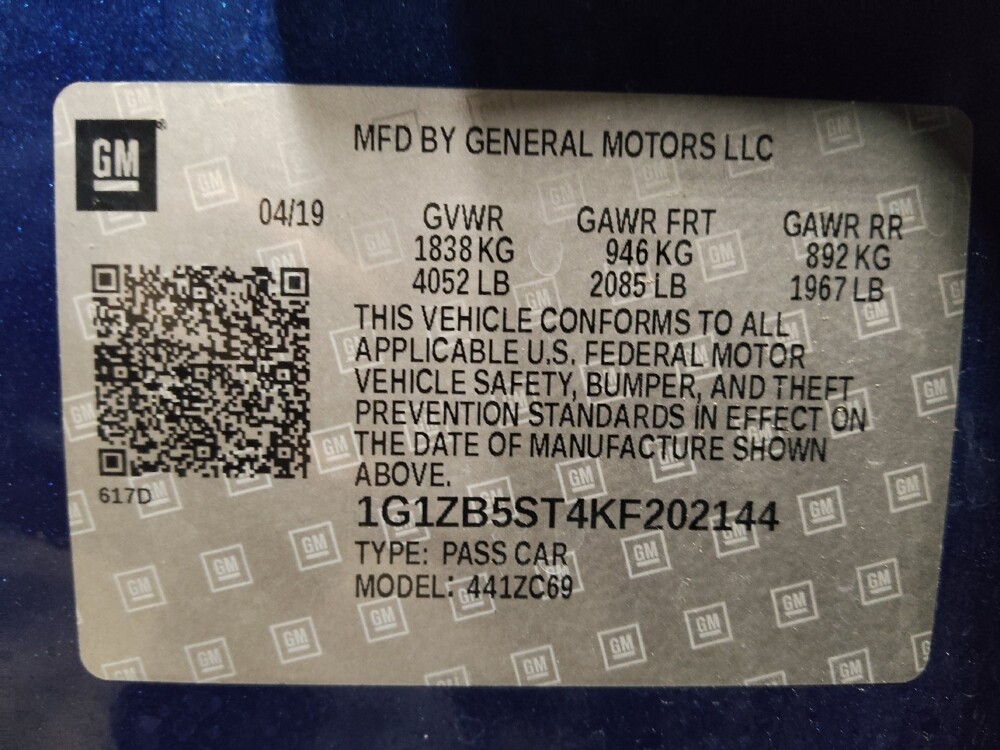 GM
MFD BY GENERAL MOTORS LLC
04/19
GVWR GAWR FRT GAWR RR
1838 KG 946 KG 892 KG
4052 LB 2085 LB 1967 LB
THIS VEHICLE CONFORMS TO ALL
APPLICABLE U.S. FEDERAL MOTOR
VEHICLE SAFETY, BUMPER, AND THEFT
PREVENTION STANDARDS IN EFFECT ON
THE DATE OF MANUFACTURE SHOWN
ABOVE.
617D
1G1ZB5ST4KF202144
TYPE: PASS CAR
MODEL: 441ZC69